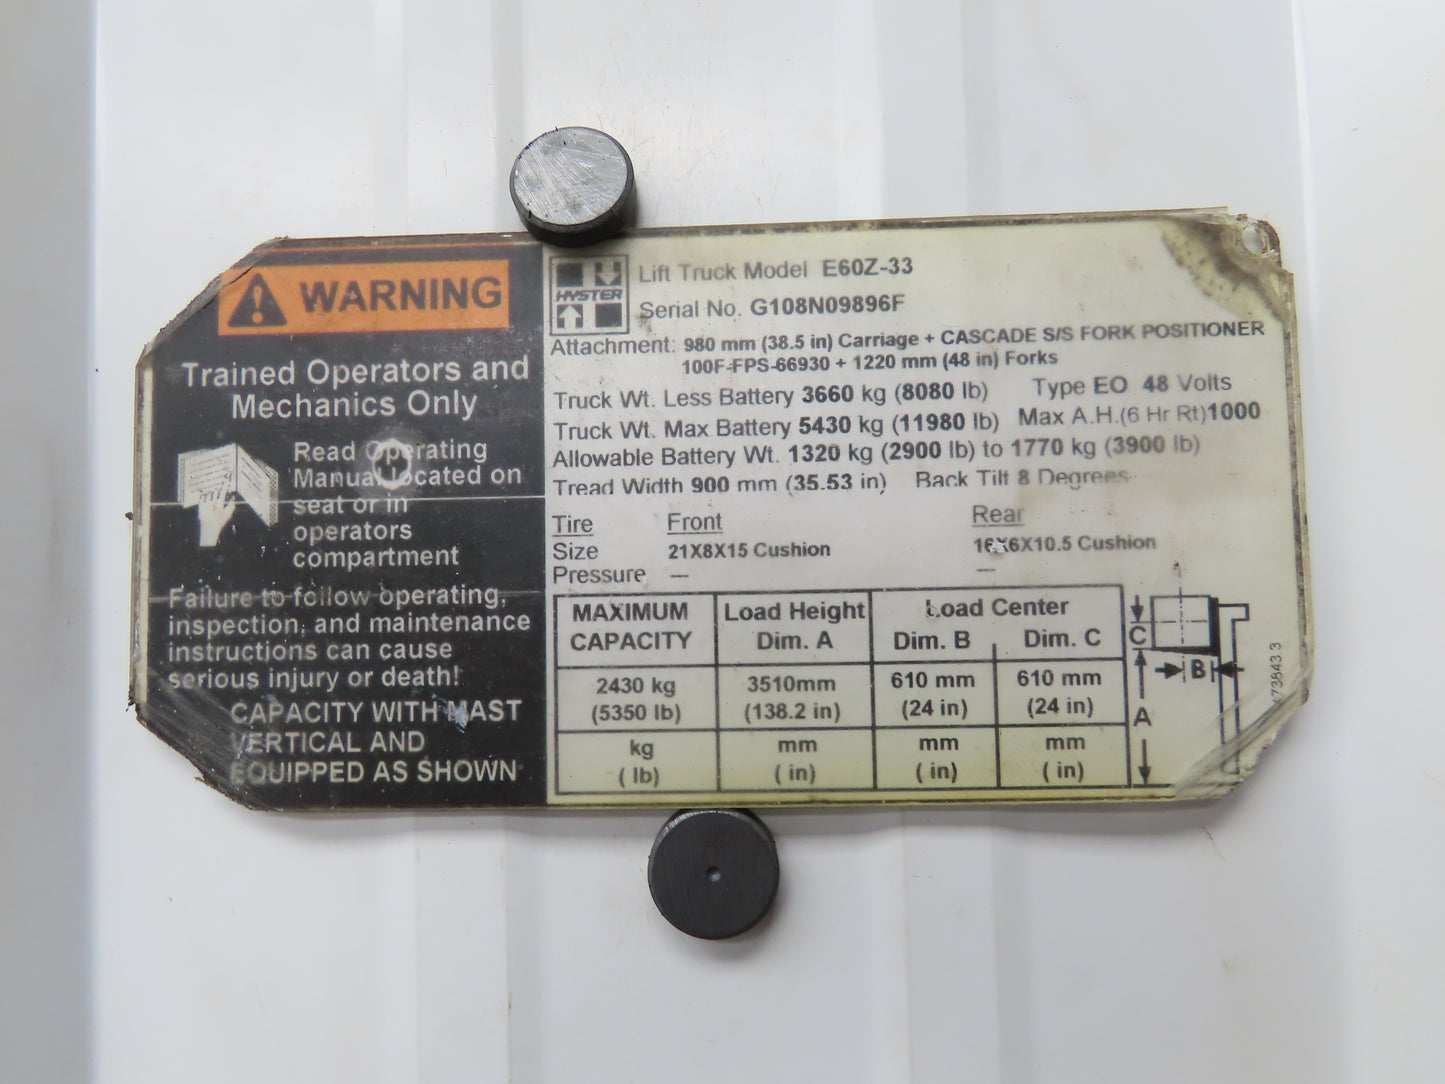 WARNING
Trained Operators and
Mechanics Only
Read Operating
Manual located on
seat or in
operators
compartment
Failure to follow operating,
inspection, and maintenance
instructions can cause
serious injury or death!
CAPACITY WITH MAST
VERTICAL AND
EQUIPPED AS SHOWN
HYSTER
Lift Truck Model E60Z-33
Serial No. G108N09896F
Attachment: 980 mm (38.5 in) Carriage + CASCADE S/S FORK POSITIONER
100F-FPS-66930 + 1220 mm (48 in) Forks
Truck Wt. Less Battery 3660 kg (8080 lb) Type EO 48 Volts
Truck Wt. Max Battery 5430 kg (11980 lb) Max A.H.(6 Hr Rt)1000
Allowable Battery Wt. 1320 kg (2900 lb) to 1770 kg (3900 lb)
Tread Width 900 mm (35.53 in) Back Tilt 8 Degrees
Tire Front Rear
Size 21X8X15 Cushion 16X6X10.5 Cushion
Pressure — —
MAXIMUM CAPACITY Load Height Dim. A Load Center Dim. B Dim. C
2430 kg 3510mm 610 mm 610 mm
(5350 lb) (138.2 in) (24 in) (24 in)
kg mm mm mm
( lb) ( in) ( in) ( in)
C
B
A
73843 3